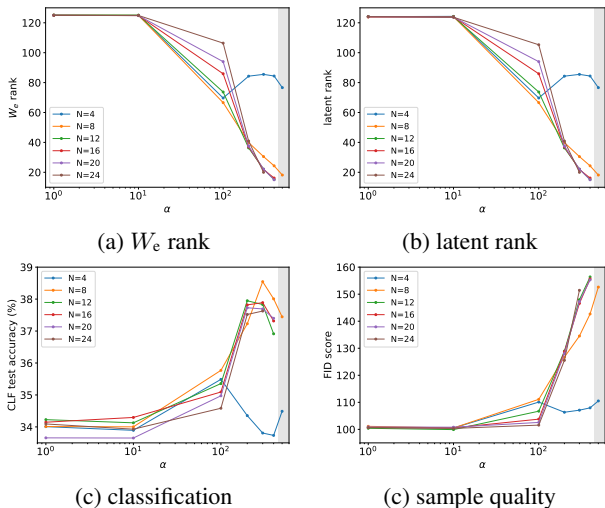 120
100
80
60
40
20
W_e rank
N=4
N=8
N=12
N=16
N=20
N=24
10^0
10^1
10^2
α
(a) W_e rank
120
100
80
60
40
20
latent rank
N=4
N=8
N=12
N=16
N=20
N=24
10^0
10^1
10^2
α
(b) latent rank
39
38
37
36
35
34
CLF test accuracy (%)
N=4
N=8
N=12
N=16
N=20
N=24
10^0
10^1
10^2
α
(c) classification
160
150
140
130
120
110
100
FID score
N=4
N=8
N=12
N=16
N=20
N=24
10^0
10^1
10^2
α
(c) sample quality